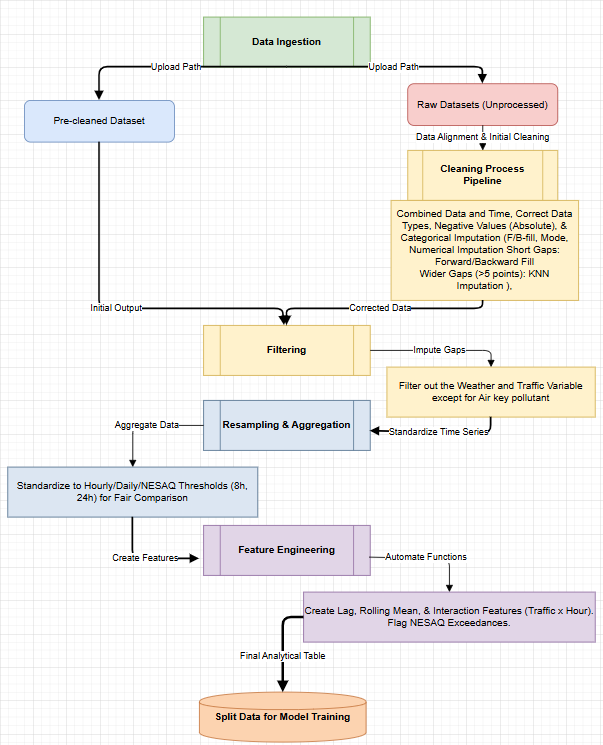 Data Ingestion
Upload Path
Upload Path
Pre-cleaned Dataset
Raw Datasets (Unprocessed)
Data Alignment & Initial Cleaning
Cleaning Process
Pipeline
Combined Data and Time, Correct Data
Types, Negative Values (Absolute), &
Categorical Imputation (F/B-fill, Mode,
Numerical Imputation Short Gaps:
Forward/Backward Fill
Wider Gaps (>5 points): KNN
Imputation ),
Initial Output
Corrected Data
Filtering
Impute Gaps
Filter out the Weather and Traffic Variable
except for Air key pollutant
Standardize Time Series
Resampling & Aggregation
Aggregate Data
Standardize to Hourly/Daily/NESAQ Thresholds (8h,
24h) for Fair Comparison
Create Features
Feature Engineering
Automate Functions
Create Lag, Rolling Mean, & Interaction Features (Traffic x Hour).
Flag NESAQ Exceedances.
Final Analytical Table
Split Data for Model Training